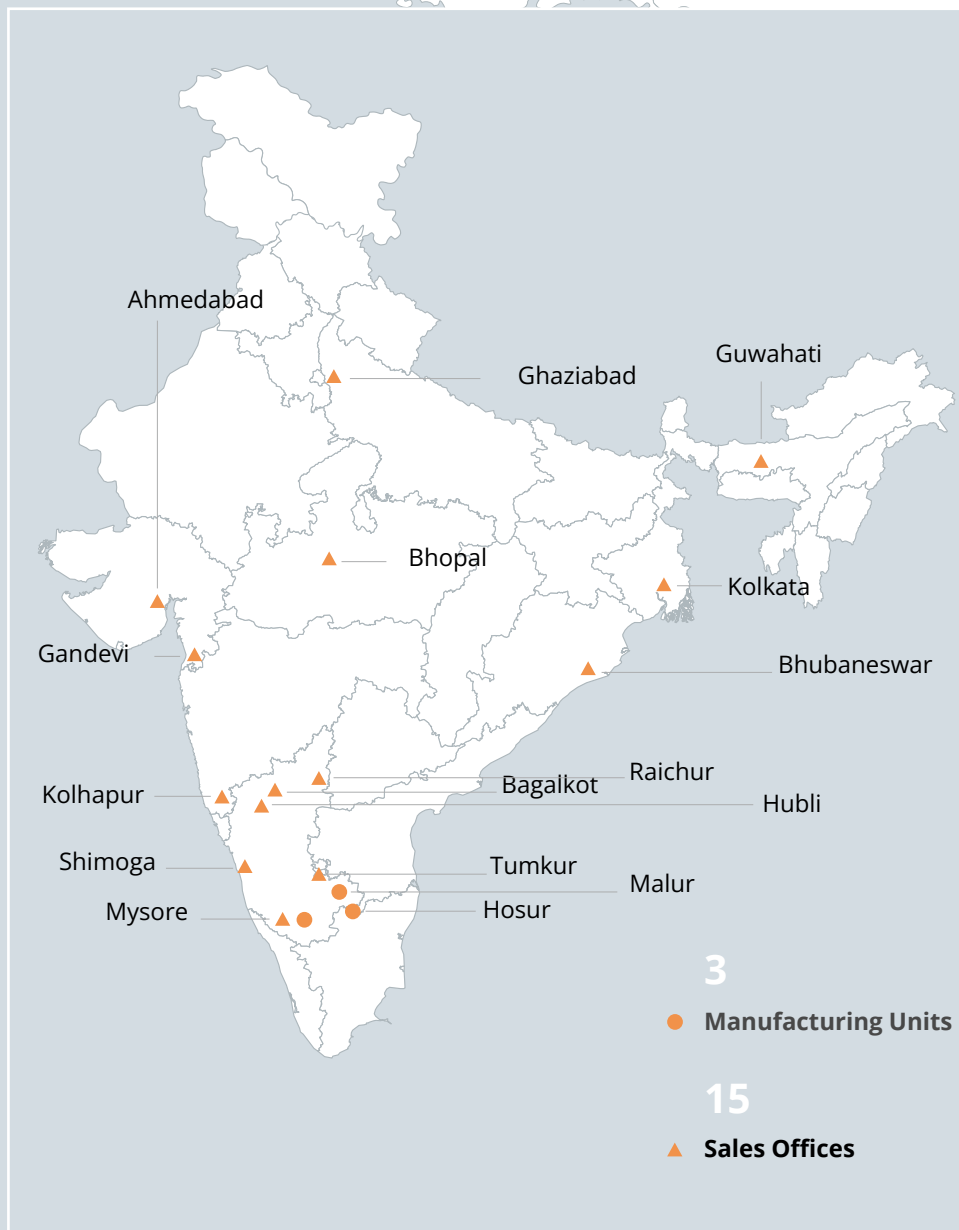 Ahmedabad
Guwahati
Ghaziabad
Bhopal
Kolkata
Gandevi
Bhubaneswar
Raichur
Bagalkot
Kolhapur
Hubli
Shimoga
Tumkur
Malur
Mysore
Hosur
3
Manufacturing Units
15
Sales Offices